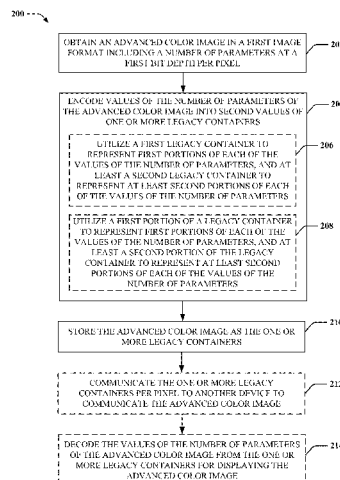 200
OBTAIN AN ADVANCED COLOR IMAGE IN A FIRST IMAGE
FORMAT INCLUDING A NUMBER OF PARAMETERS AT A
FIRST BIT DEPTH PER PIXEL
ENCODE VALUES OF THE NUMBER OF PARAMETERS OF
THE ADVANCED COLOR IMAGE INTO SECOND VALUES OF
ONE OR MORE LEGACY CONTAINERS
UTILIZE A FIRST LEGACY CONTAINER TO
REPRESENT FIRST PORTIONS OF EACH OF THE
VALUES OF THE NUMBER OF PARAMETERS, AND AT
LEAST A SECOND LEGACY CONTAINER TO
REPRESENT AT LEAST SECOND PORTIONS OF EACH
OF THE VALUES OF THE NUMBER OF PARAMETERS
206
UTILIZE A FIRST PORTION OF A LEGACY CONTAINER
TO REPRESENT FIRST PORTIONS OF EACH OF THE
VALUES OF THE NUMBER OF PARAMETERS, AND AT
LEAST A SECOND PORTION OF THE LEGACY
CONTAINER TO REPRESENT AT LEAST SECOND
PORTIONS OF EACH OF THE VALUES OF THE
NUMBER OF PARAMETERS
208
STORE THE ADVANCED COLOR IMAGE AS THE ONE OR
MORE LEGACY CONTAINERS
COMMUNICATE THE ONE OR MORE LEGACY
CONTAINERS PER PIXEL TO ANOTHER DEVICE TO
COMMUNICATE THE ADVANCED COLOR IMAGE
DECODE THE VALUES OF THE NUMBER OF PARAMETERS
OF THE ADVANCED COLOR IMAGE FROM THE ONE OR
MORE LEGACY CONTAINERS FOR DISPLAYING THE
ADVANCED COLOR IMAGE